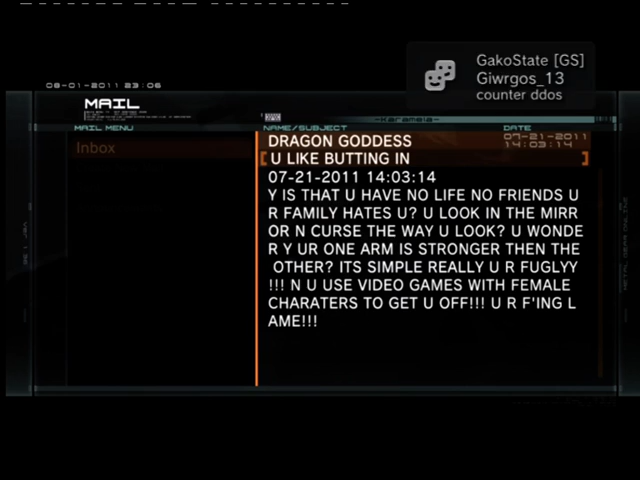 GakoState [GS]
Giwrgos_13
counter ddos
08-01-2011 23:06
MAIL
-Karamela-
MAIL MENU
NAME/SUBJECT
DATE
Inbox
DRAGON GODDESS
07-21-2011
14:03:14
[U LIKE BUTTING IN ]
07-21-2011 14:03:14
Y IS THAT U HAVE NO LIFE NO FRIENDS U
R FAMILY HATES U? U LOOK IN THE MIRR
OR N CURSE THE WAY U LOOK? U WONDE
R Y UR ONE ARM IS STRONGER THEN THE
OTHER? ITS SIMPLE REALLY U R FUGLYY
!!! N U USE VIDEO GAMES WITH FEMALE
CHARATERS TO GET U OFF!!! U R F'ING L
AME!!!